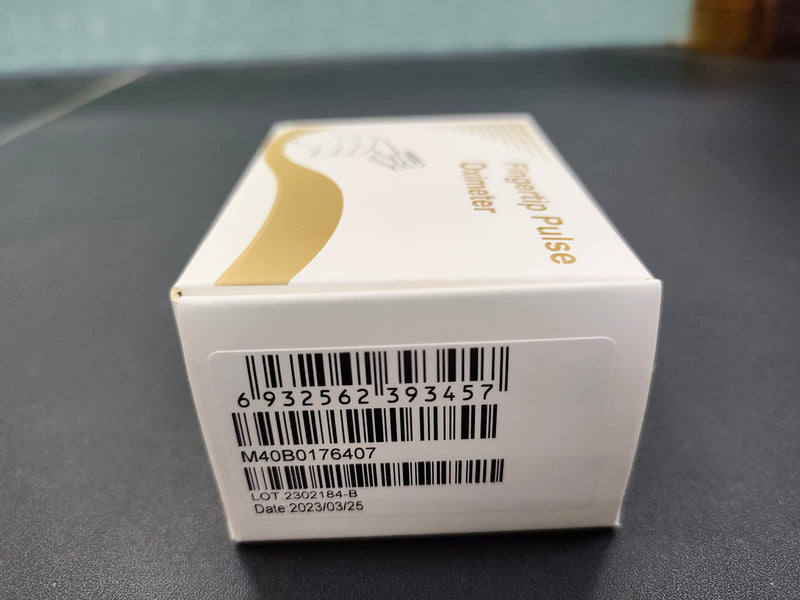 Fingertip Pulse
Oximeter
6 932562 393457
M40B0176407
LOT 2302184-B
Date:2023/03/25